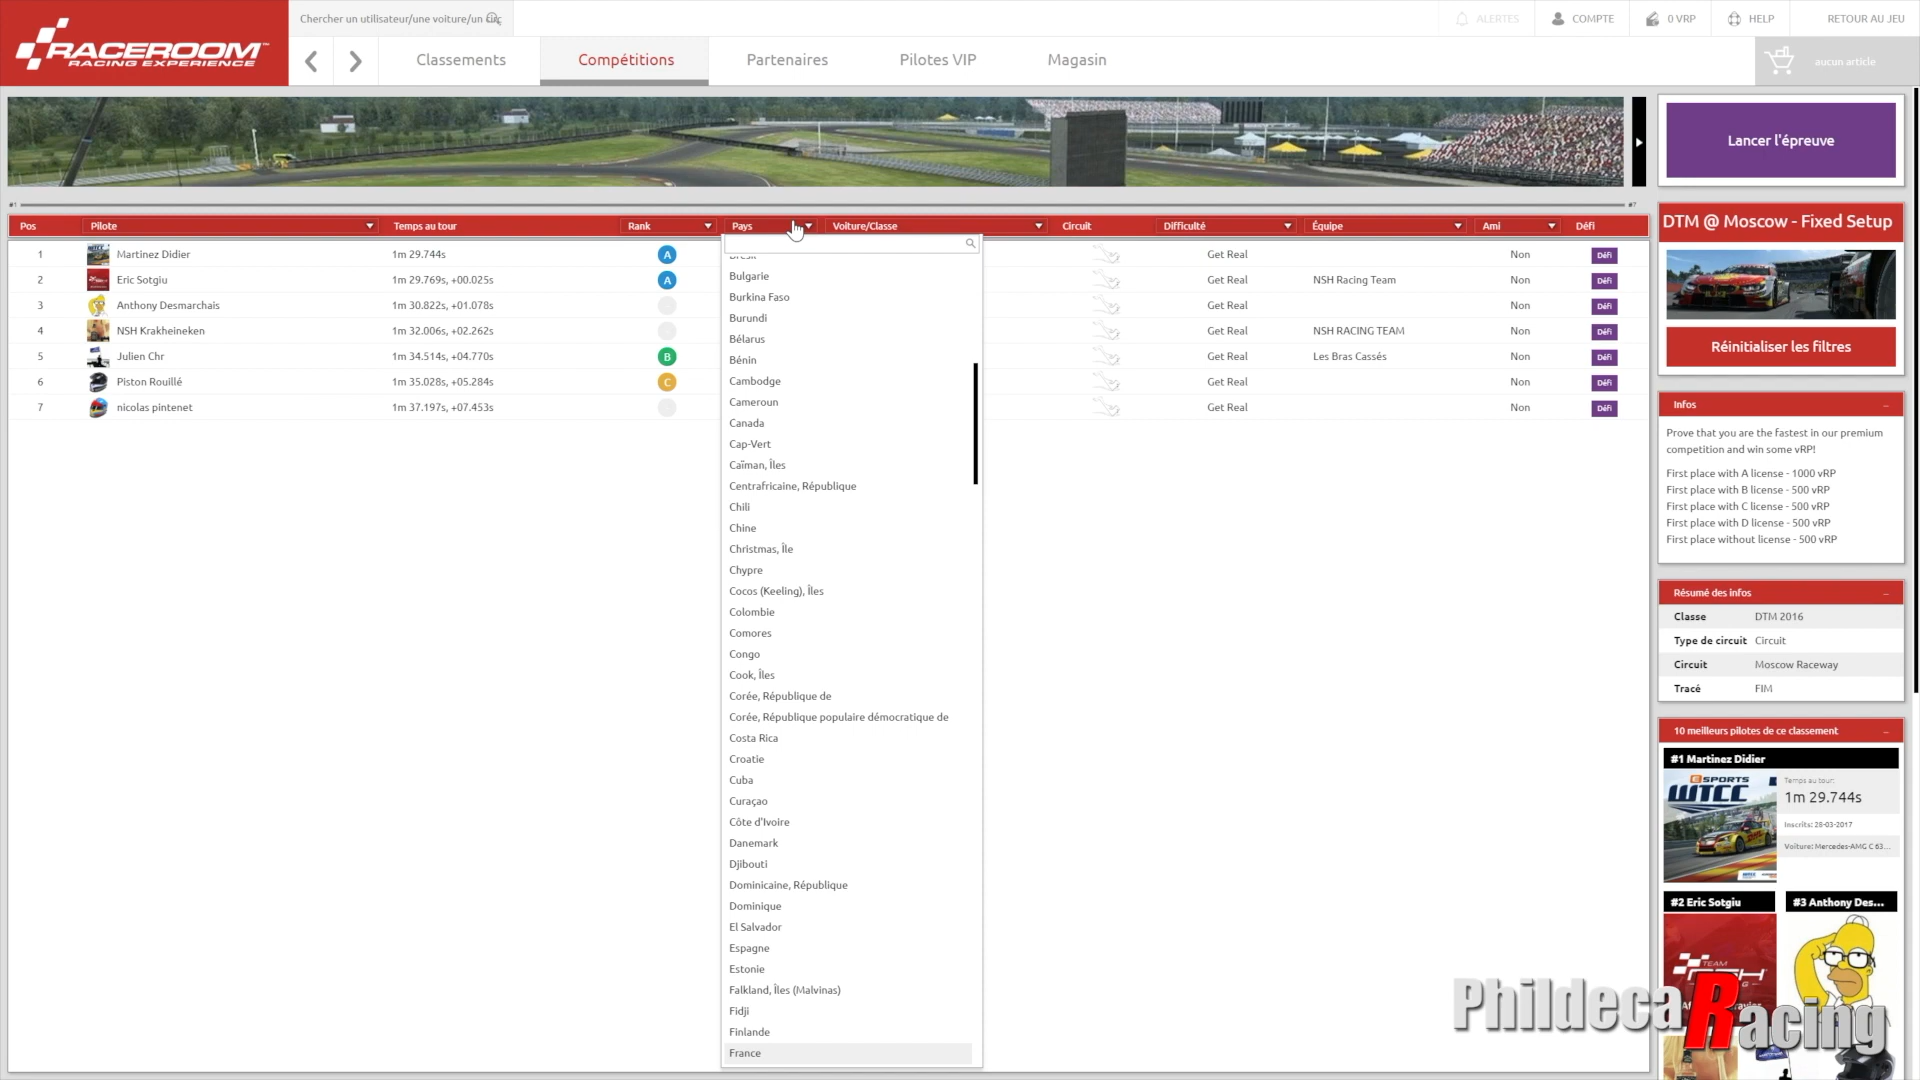 RACEROOM
RACING EXPERIENCE
Chercher un utilisateur/une voiture/un circ
ALERTES
COMPTE
0 VRP
HELP
RETOUR AU JEU
Classements
Compétitions
Partenaires
Pilotes VIP
Magasin
aucun article
Lancer l'épreuve
#1
#7
Pos Pilote Temps au tour Rank Pays Voiture/Classe Circuit Difficulté Équipe Ami Défi
1 Martinez Didier 1m 29.744s A Get Real Non Défi
2 Eric Sotgiu 1m 29.769s, +00.025s A Get Real NSH Racing Team Non Défi
3 Anthony Desmarchais 1m 30.822s, +01.078s Get Real Non Défi
4 NSH Krakheineken 1m 32.006s, +02.262s Get Real NSH RACING TEAM Non Défi
5 Julien Chr 1m 34.514s, +04.770s B Get Real Les Bras Cassés Non Défi
6 Piston Rouillé 1m 35.028s, +05.284s C Get Real Non Défi
7 nicolas pintenet 1m 37.197s, +07.453s Get Real Non Défi
Bulgarie
Burkina Faso
Burundi
Bélarus
Bénin
Cambodge
Cameroun
Canada
Cap-Vert
Caïman, Îles
Centrafricaine, République
Chili
Chine
Christmas, Île
Chypre
Cocos (Keeling), Îles
Colombie
Comores
Congo
Cook, Îles
Corée, République de
Corée, République populaire démocratique de
Costa Rica
Croatie
Cuba
Curaçao
Côte d'Ivoire
Danemark
Djibouti
Dominicaine, République
Dominique
El Salvador
Espagne
Estonie
Falkland, Îles (Malvinas)
Fidji
Finlande
France
DTM @ Moscow - Fixed Setup
Réinitialiser les filtres
Infos
Prove that you are the fastest in our premium
competition and win some vRP!
First place with A license - 1000 vRP
First place with B license - 500 vRP
First place with C license - 500 vRP
First place with D license - 500 vRP
First place without license - 500 vRP
Résumé des infos
Classe DTM 2016
Type de circuit Circuit
Circuit Moscow Raceway
Tracé FIM
10 meilleurs pilotes de ce classement
#1 Martinez Didier
ESPORTS
WTCC
Temps au tour:
1m 29.744s
Inscrits: 28-03-2017
Voiture: Mercedes-AMG C 63...
#2 Eric Sotgiu
#3 Anthony Des...
TEAM
PhildecaRacing